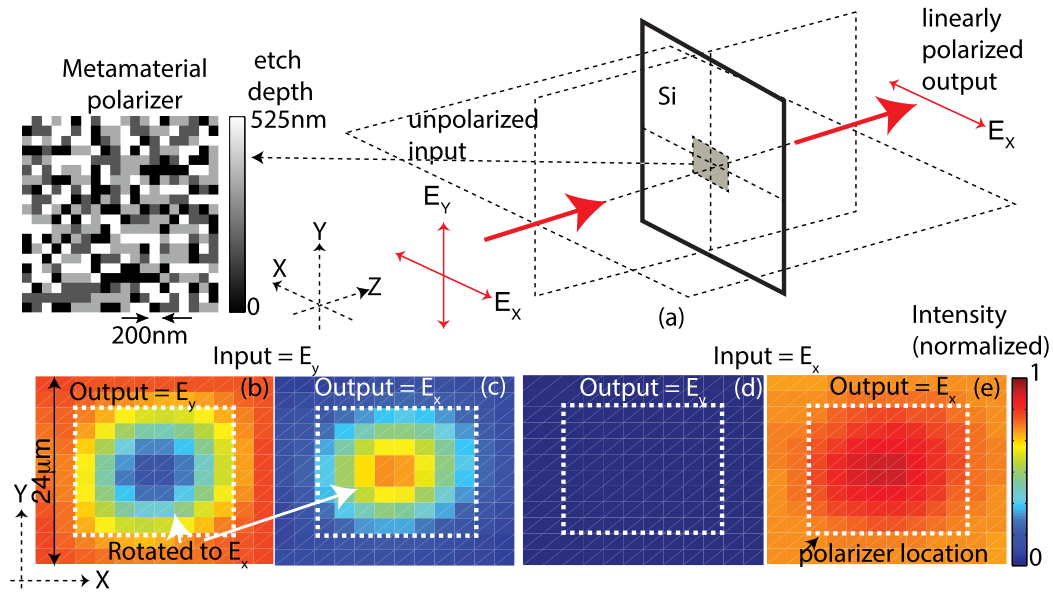 Metamaterial
polarizer
etch
depth
525nm
0
200nm
unpolarized
input
Si
linearly
polarized
output
E_X
E_Y
E_X
Y
X
Z
(a)
Input = E_y
Input = E_x
Intensity
(normalized)
Output = E_y
(b)
Output = E_x
(c)
Output = E_y
(d)
Output = E_x
(e)
24μm
Rotated to E_x
polarizer location
1
0
Y
X